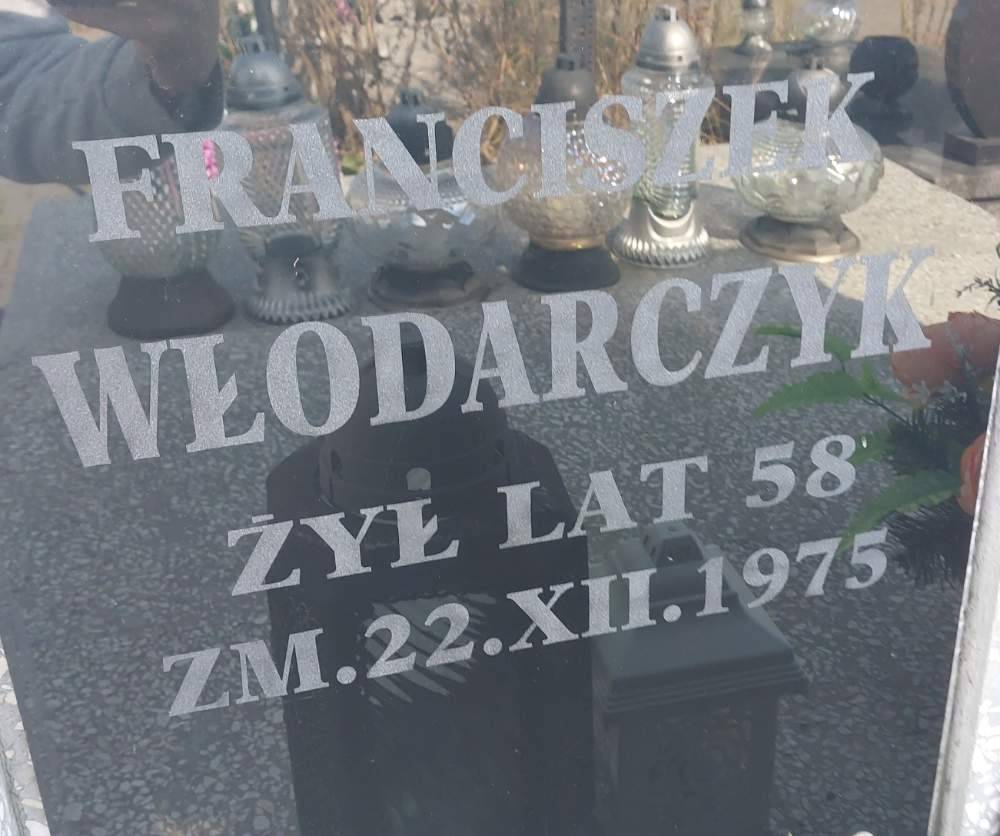 FRANCISZEK
WŁODARCZYK
ŻYŁ LAT 58
ZM.22.XII.1975